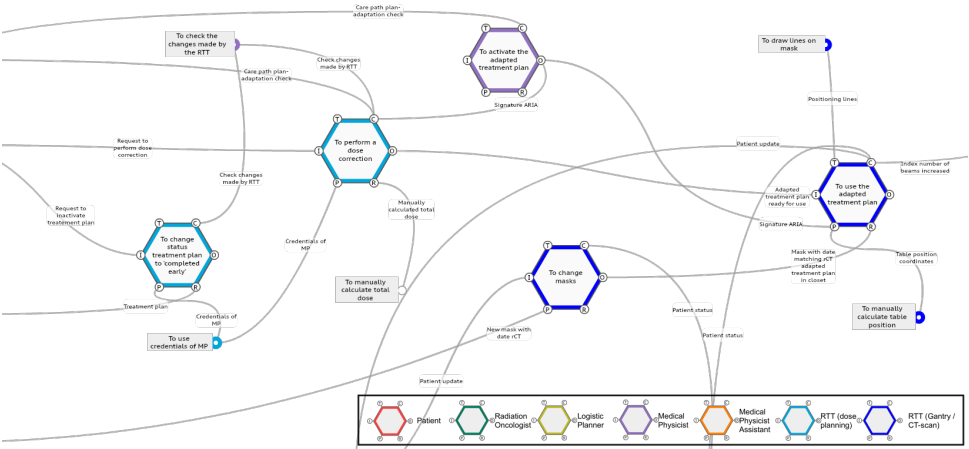 Care path plan-
adaptation check
To check the
changes made by
the RTT
T
C
To activate the
adapted
treatment plan
I
O
P
R
To draw lines on
mask
Check changes
made by RTT
Care path plan-
adaptation check
Signature ARIA
Positioning lines
T
C
To perform a
dose
correction
I
O
P
R
Request to
perform dose
correction
Patient update
Index number of
beams increased
T
C
To use the
adapted
treatment plan
I
O
P
R
Check changes
made by RTT
Adapted
treatment plan
ready for use
Manually
calculated total
dose
Request to
inactivate
treatement plan
Signature ARIA
T
C
To change
status
treatment plan
to 'completed
early'
I
O
P
R
Credentials of
MP
Mask with date
matching rCT
adapted
treatment plan
in closet
Table position
coordinates
T
C
To change
masks
I
O
P
R
To manually
calculate total
dose
Treatment plan
Credentials of
MP
Patient status
To manually
calculate table
position
To use
credentials of MP
New mask with
date rCT
Patient status
Patient update
Patient
Radiation
Oncologist
Logistic
Planner
Medical
Physicist
Medical
Physicist
Assistant
RTT (dose
planning)
RTT (Gantry /
CT-scan)